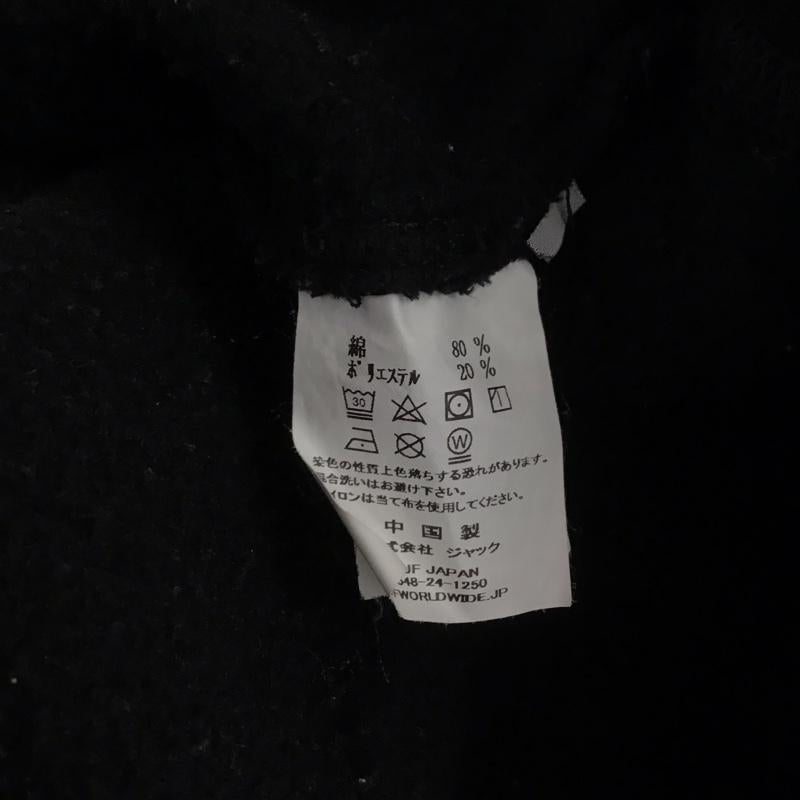 綿 80 %
ポリエステル 20 %
30
W
染色の性質上色落ちする恐れがあります。
混合洗いはお避け下さい。
イロンは当て布を使用してください。
中国製
式会社 ジャック
JF JAPAN
048-24-1250
FWORLDWIDE.JP